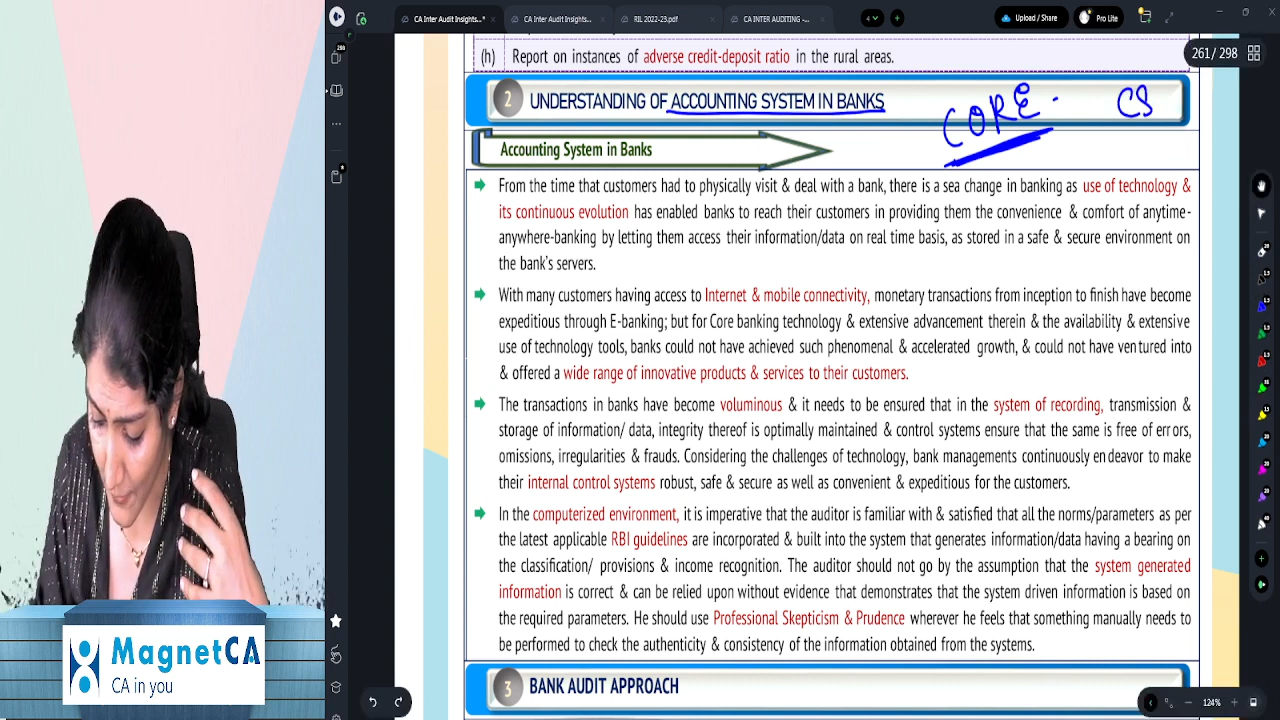 CA Inter Audit Insights...*
CA Inter Audit Insights...
RIL 2022-23.pdf
CA INTER AUDITING -...
4
Upload / Share
Pro Lite
(h) Report on instances of adverse credit-deposit ratio in the rural areas.
261 / 298
2 UNDERSTANDING OF ACCOUNTING SYSTEM IN BANKS
CORE. CS
Accounting System in Banks
From the time that customers had to physically visit & deal with a bank, there is a sea change in banking as use of technology &
its continuous evolution has enabled banks to reach their customers in providing them the convenience & comfort of anytime-
anywhere-banking by letting them access their information/data on real time basis, as stored in a safe & secure environment on
the bank's servers.
With many customers having access to Internet & mobile connectivity, monetary transactions from inception to finish have become
expeditious through E-banking; but for Core banking technology & extensive advancement therein & the availability & extensive
use of technology tools, banks could not have achieved such phenomenal & accelerated growth, & could not have ventured into
& offered a wide range of innovative products & services to their customers.
The transactions in banks have become voluminous & it needs to be ensured that in the system of recording, transmission &
storage of information/ data, integrity thereof is optimally maintained & control systems ensure that the same is free of errors,
omissions, irregularities & frauds. Considering the challenges of technology, bank managements continuously endeavor to make
their internal control systems robust, safe & secure as well as convenient & expeditious for the customers.
In the computerized environment, it is imperative that the auditor is familiar with & satisfied that all the norms/parameters as per
the latest applicable RBI guidelines are incorporated & built into the system that generates information/data having a bearing on
the classification/ provisions & income recognition. The auditor should not go by the assumption that the system generated
information is correct & can be relied upon without evidence that demonstrates that the system driven information is based on
the required parameters. He should use Professional Skepticism & Prudence wherever he feels that something manually needs to
be performed to check the authenticity & consistency of the information obtained from the systems.
3 BANK AUDIT APPROACH
MagnetCA
CA in you
124%